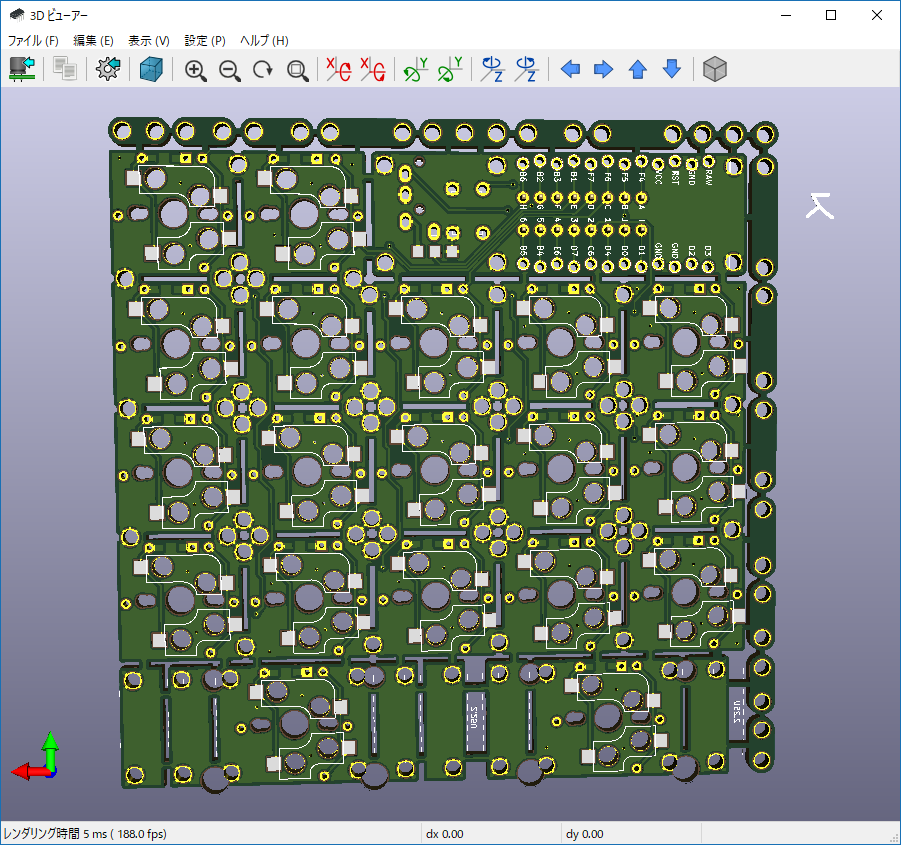 3D ビューアー
ファイル (F) 編集 (E) 表示 (V) 設定 (P) ヘルプ (H)
B6 B2 B3 B1 F7 F6 F5 F4 VCC RST GND RAW
B5 B4 E6 D7 C6 D4 D0 D1 GND GND D2 D3
レンダリング時間 5 ms ( 188.0 fps) dx 0.00 dy 0.00